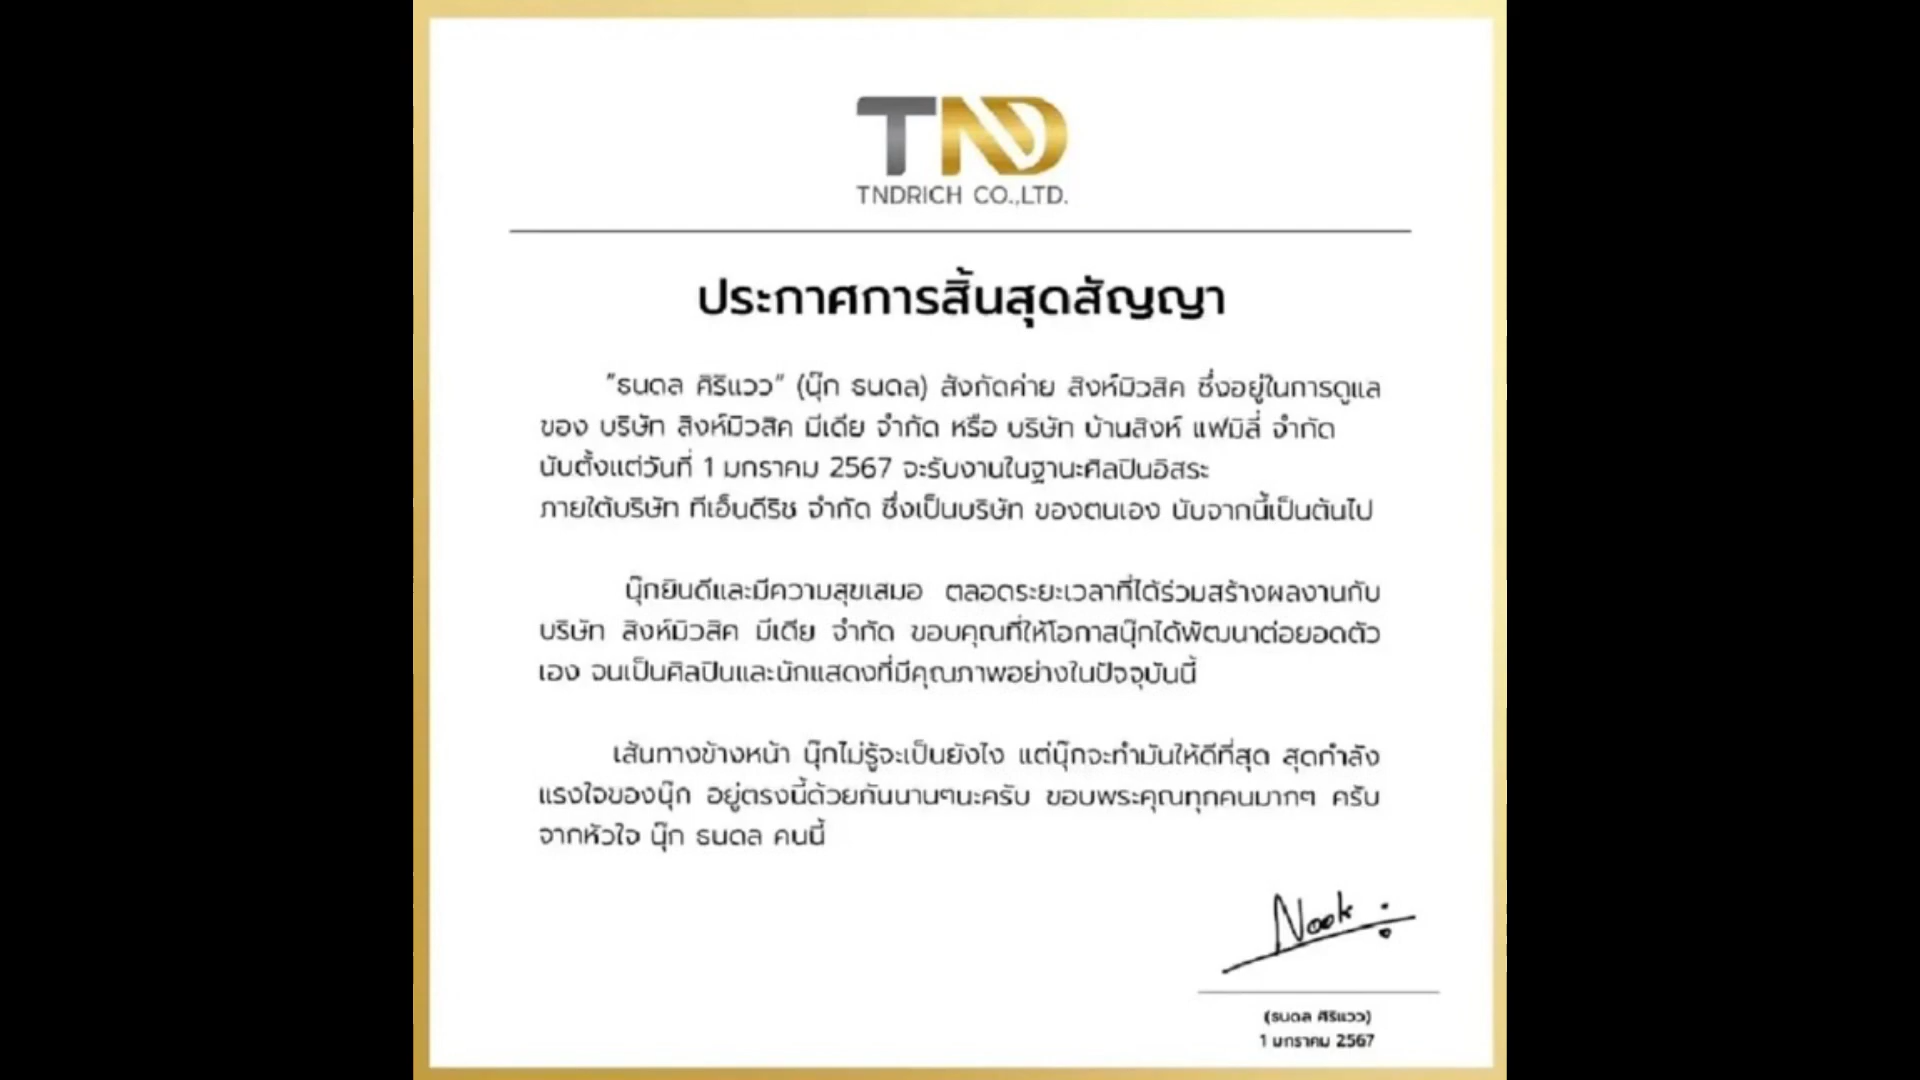 TND
TNDRICH CO.,LTD.
ประกาศการสิ้นสุดสัญญา
"ธนดล ศิริแวว" (นุ๊ก ธนดล) สังกัดค่าย สิงห์มิวสิค ซึ่งอยู่ในการดูแล
ของ บริษัท สิงห์มิวสิค มีเดีย จำกัด หรือ บริษัท บ้านสิงห์ แฟมิลี่ จำกัด
นับตั้งแต่วันที่ 1 มกราคม 2567 จะรับงานในฐานะศิลปินอิสระ
ภายใต้บริษัท ทีเอ็นดีริช จำกัด ซึ่งเป็นบริษัท ของตนเอง นับจากนี้เป็นต้นไป
นุ๊กยินดีและมีความสุขเสมอ ตลอดระยะเวลาที่ได้ร่วมสร้างผลงานกับ
บริษัท สิงห์มิวสิค มีเดีย จำกัด ขอบคุณที่ให้โอกาสนุ๊กได้พัฒนาต่อยอดตัว
เอง จนเป็นศิลปินและนักแสดงที่มีคุณภาพอย่างในปัจจุบันนี้
เส้นทางข้างหน้า นุ๊กไม่รู้จะเป็นยังไง แต่นุ๊กจะทำมันให้ดีที่สุด สุดกำลัง
แรงใจของนุ๊ก อยู่ตรงนี้ด้วยกันนานๆนะครับ ขอบพระคุณทุกคนมากๆ ครับ
จากหัวใจ นุ๊ก ธนดล คนนี้
Nook
(ธนดล ศิริแวว)
1 มกราคม 2567